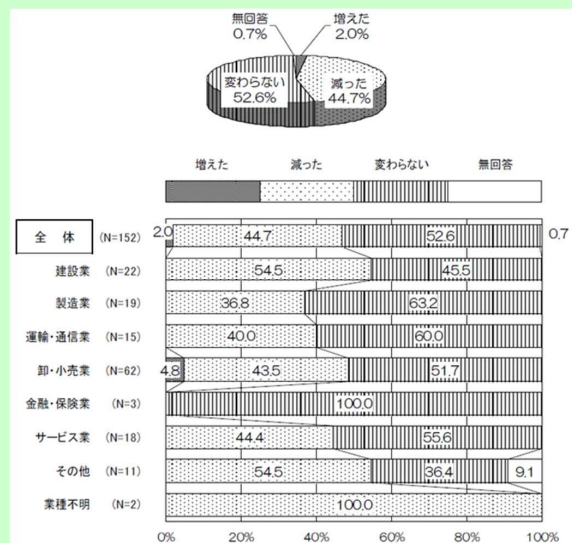 無回答 増えた
0.7% 2.0%
変わらない 減った
52.6% 44.7%
増えた 減った 変わらない 無回答
全 体 (N=152) 2.0 44.7 52.6 0.7
建設業 (N=22) 54.5 45.5
製造業 (N=19) 36.8 63.2
運輸・通信業 (N=15) 40.0 60.0
卸・小売業 (N=62) 4.8 43.5 51.7
金融・保険業 (N=3) 100.0
サービス業 (N=18) 44.4 55.6
その他 (N=11) 54.5 36.4 9.1
業種不明 (N=2) 100.0
0% 20% 40% 60% 80% 100%